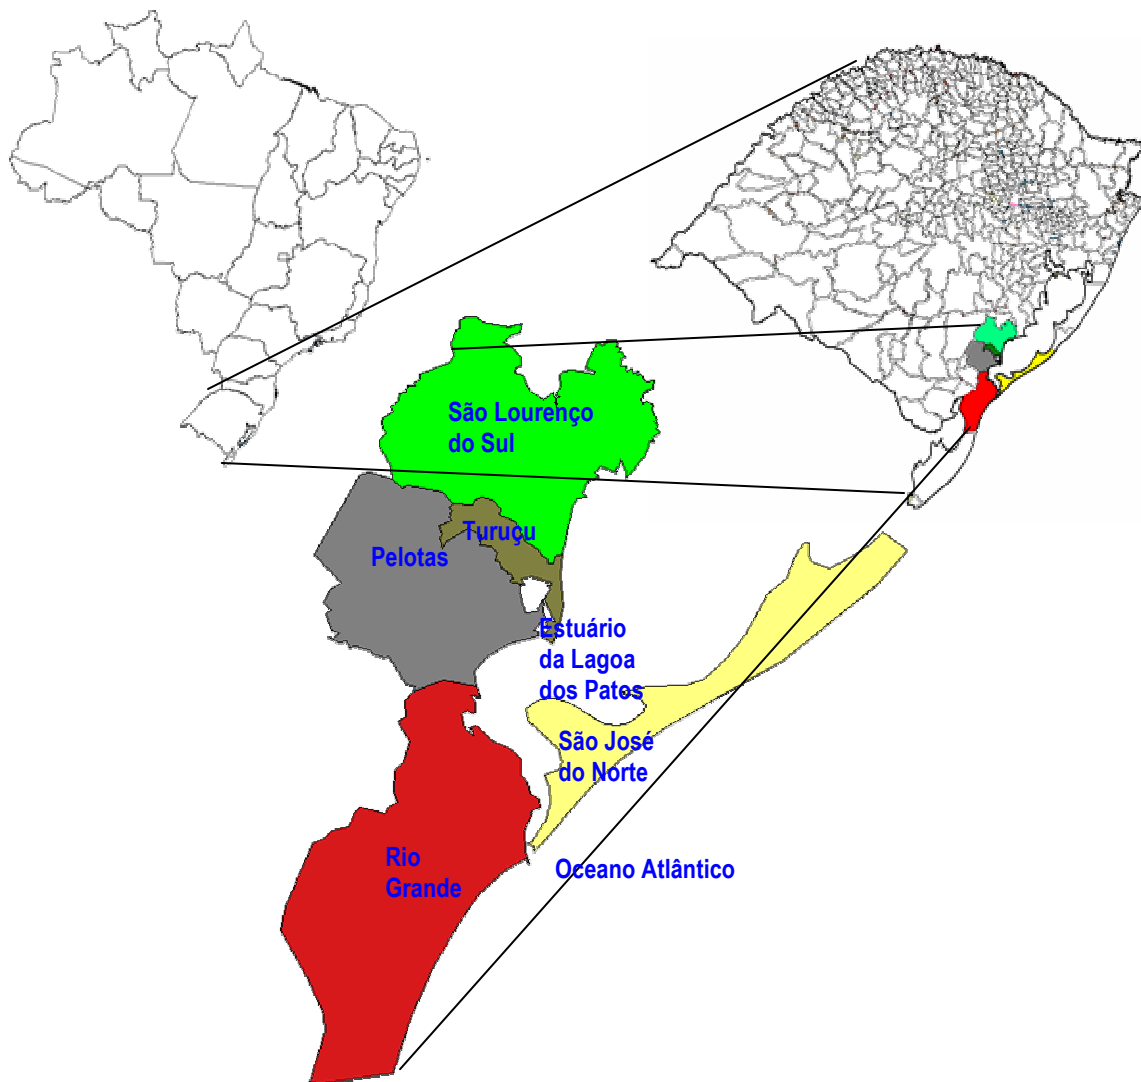 São Lourenço
do Sul
Turuçu
Pelotas
Estuário
da Lagoa
dos Patos
São José
do Norte
Rio
Grande
Oceano Atlântico